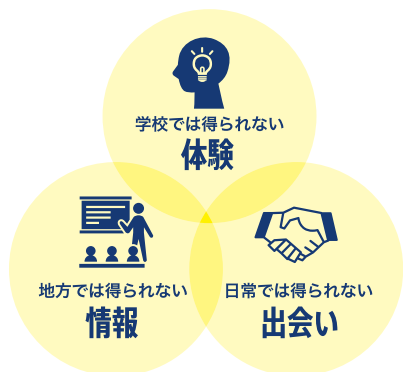 学校では得られない
体験
地方では得られない
情報
日常では得られない
出会い